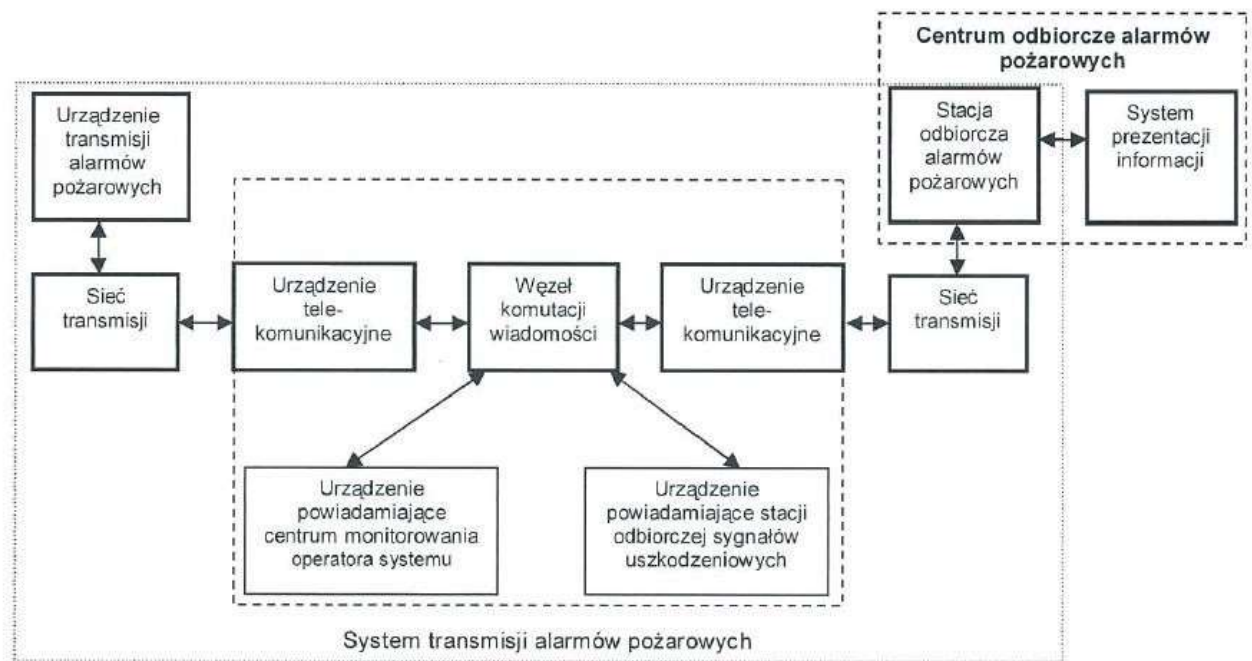 Centrum odbiorcze alarmów
pożarowych
Urządzenie
transmisji
alarmów
pożarowych
Stacja
odbiorcza
alarmów
pożarowych
System
prezentacji
informacji
Sieć
transmisji
Urządzenie
tele-
komunikacyjne
Węzeł
komutacji
wiadomości
Urządzenie
tele-
komunikacyjne
Sieć
transmisji
Urządzenie
powiadamiające
centrum monitorowania
operatora systemu
Urządzenie
powiadamiające stacji
odbiorczej sygnałów
uszkodzeniowych
System transmisji alarmów pożarowych